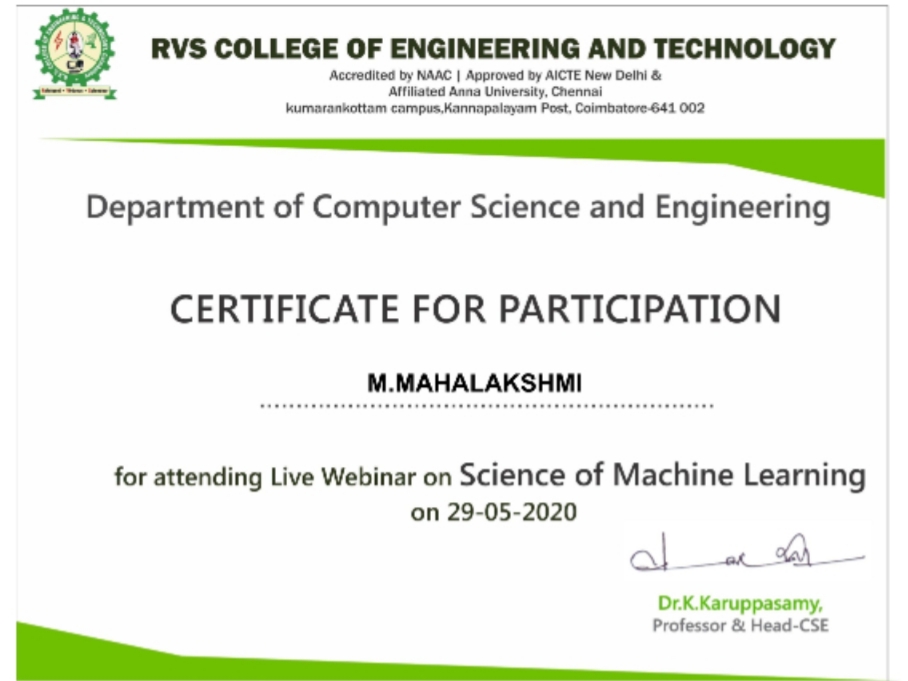 RVS COLLEGE OF ENGINEERING AND TECHNOLOGY
Accredited by NAAC | Approved by AICTE New Delhi &
Affiliated Anna University, Chennai
kumarankottam campus,Kannapalayam Post, Coimbatore-641 002
Department of Computer Science and Engineering
CERTIFICATE FOR PARTICIPATION
M.MAHALAKSHMI
for attending Live Webinar on Science of Machine Learning
on 29-05-2020
Dr.K.Karuppasamy,
Professor & Head-CSE